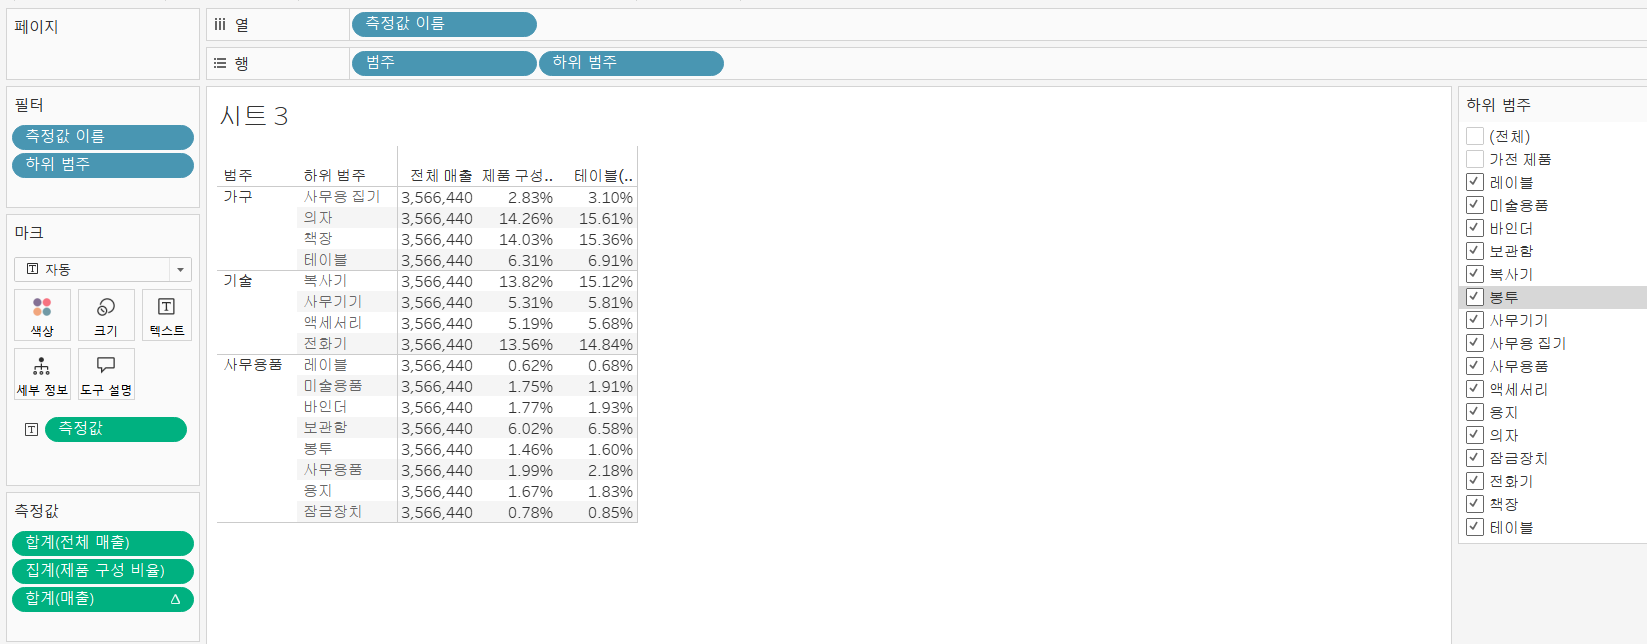 페이지
iii 열
측정값 이름
행
범주
하위 범주
필터
측정값 이름
하위 범주
마크
자동
색상
크기
텍스트
세부 정보
도구 설명
측정값
측정값
합계(전체 매출)
집계(제품 구성 비율)
합계(매출) Δ
시트 3
범주 하위 범주 전체 매출 제품 구성.. 테이블(..
가구 사무용 집기 3,566,440 2.83% 3.10%
의자 3,566,440 14.26% 15.61%
책장 3,566,440 14.03% 15.36%
테이블 3,566,440 6.31% 6.91%
기술 복사기 3,566,440 13.82% 15.12%
사무기기 3,566,440 5.31% 5.81%
액세서리 3,566,440 5.19% 5.68%
전화기 3,566,440 13.56% 14.84%
사무용품 레이블 3,566,440 0.62% 0.68%
미술용품 3,566,440 1.75% 1.91%
바인더 3,566,440 1.77% 1.93%
보관함 3,566,440 6.02% 6.58%
봉투 3,566,440 1.46% 1.60%
사무용품 3,566,440 1.99% 2.18%
용지 3,566,440 1.67% 1.83%
잠금장치 3,566,440 0.78% 0.85%
하위 범주
(전체)
가전 제품
레이블
미술용품
바인더
보관함
복사기
봉투
사무기기
사무용 집기
사무용품
액세서리
용지
의자
잠금장치
전화기
책장
테이블